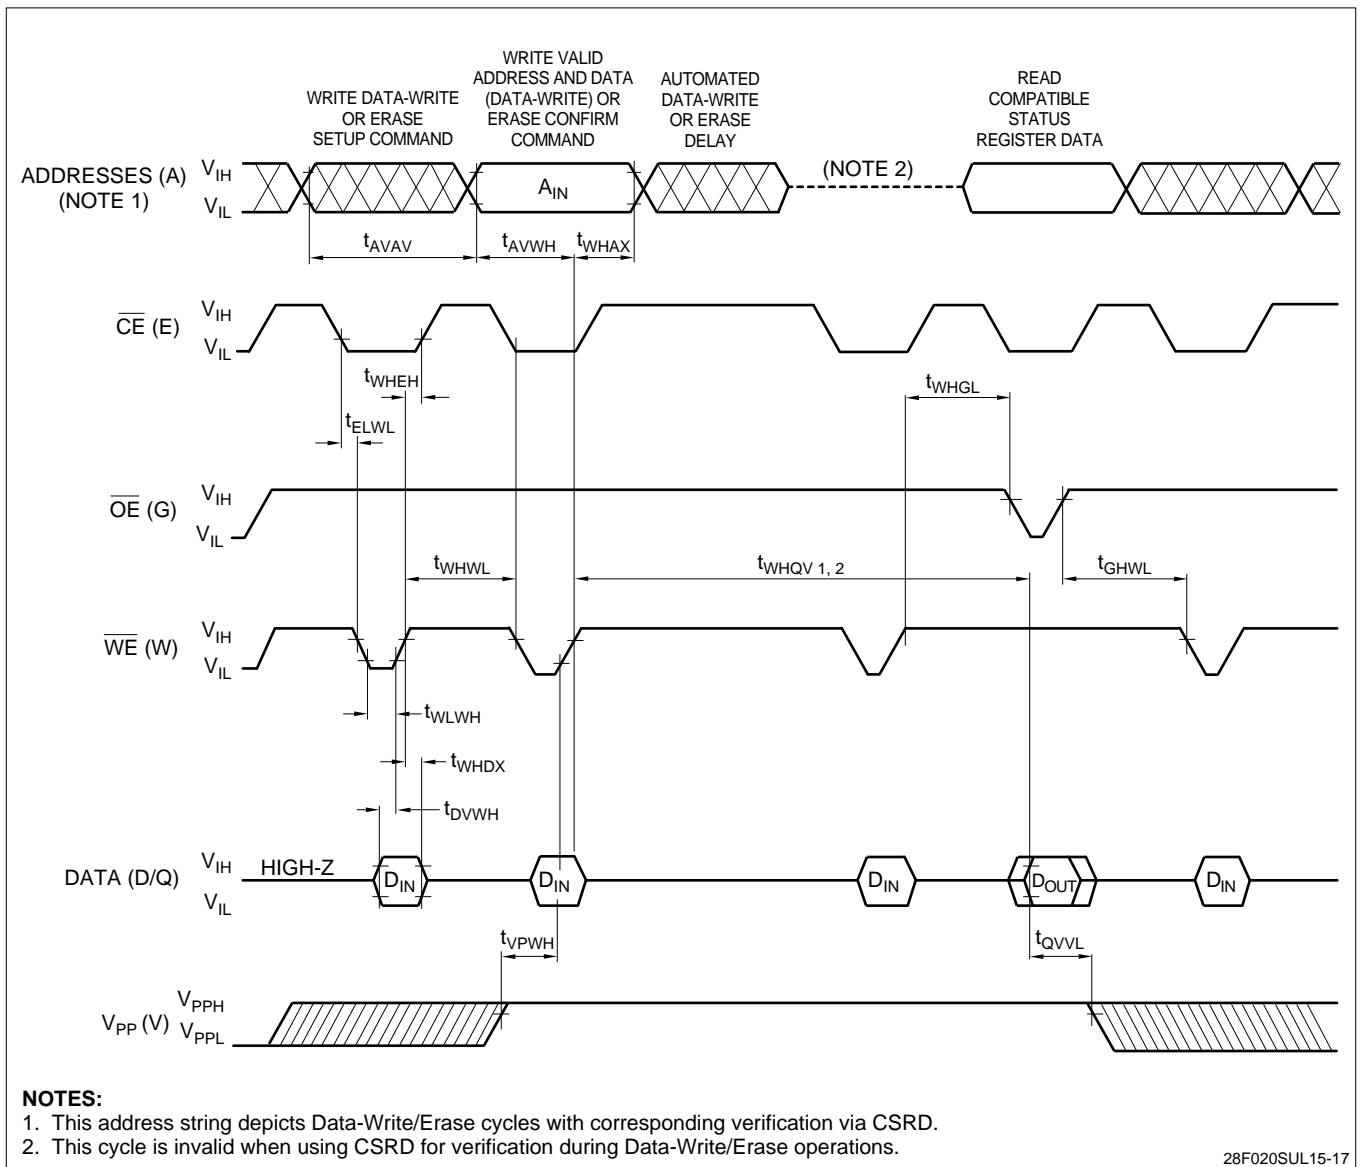 WRITE DATA-WRITE
OR ERASE
SETUP COMMAND
WRITE VALID
ADDRESS AND DATA
(DATA-WRITE) OR
ERASE CONFIRM
COMMAND
AUTOMATED
DATA-WRITE
OR ERASE
DELAY
READ
COMPATIBLE
STATUS
REGISTER DATA
ADDRESSES (A)
(NOTE 1)
VIH
VIL
AIN
(NOTE 2)
tAVAV
tAVWH
tWHAX
CE (E)
VIH
VIL
tWHEH
tWHGL
tELWL
OE (G)
VIH
VIL
tWHWL
tWHQV 1, 2
tGHWL
WE (W)
VIH
VIL
tWLWH
tWHDX
tDVWH
DATA (D/Q)
VIH
VIL
HIGH-Z
DIN
DIN
DIN
DOUT
DIN
tVPWH
tQVVL
VPP (V)
VPPH
VPPL
NOTES:
1. This address string depicts Data-Write/Erase cycles with corresponding verification via CSRD.
2. This cycle is invalid when using CSRD for verification during Data-Write/Erase operations.
28F020SUL15-17